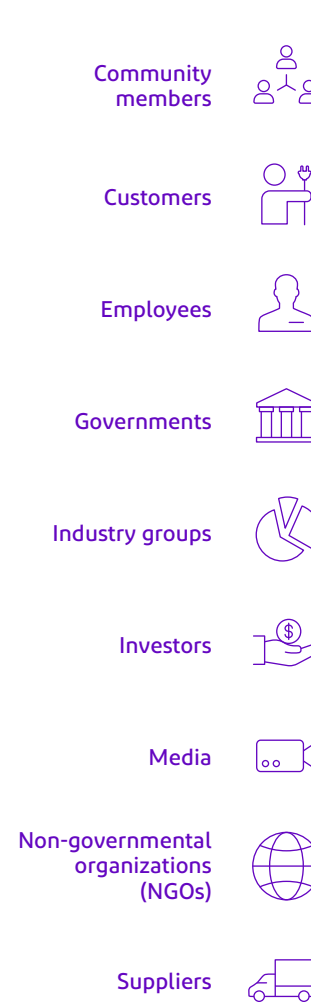 Community
members
Customers
Employees
Governments
Industry groups
Investors
$
Media
Non-governmental
organizations
(NGOs)
Suppliers